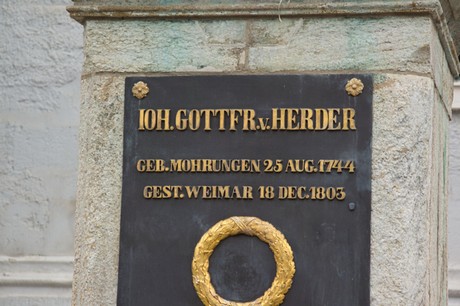 IOH. GOTTFR. v. HERDER
GEB. MOHRUNGEN 25 AUG. 1744
GEST. WEIMAR 18 DEC. 1803